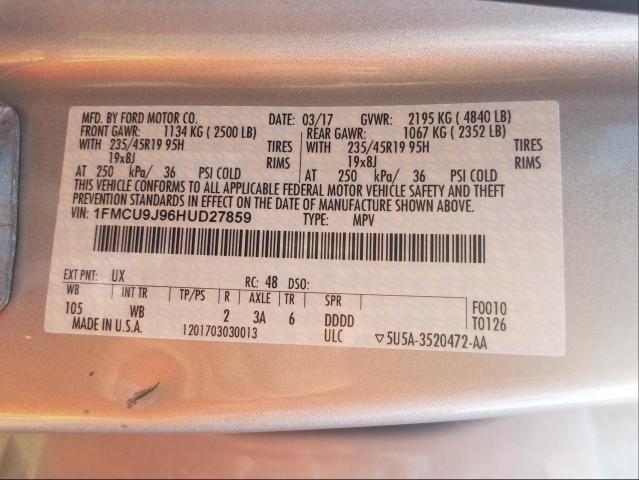 MFD. BY FORD MOTOR CO. DATE: 03/17 GVWR: 2195 KG ( 4840 LB)
FRONT GAWR: 1134 KG ( 2500 LB) REAR GAWR: 1067 KG ( 2352 LB)
WITH 235/45R19 95H TIRES WITH 235/45R19 95H TIRES
19x8J RIMS 19x8J RIMS
AT 250 kPa/ 36 PSI COLD AT 250 kPa/ 36 PSI COLD
THIS VEHICLE CONFORMS TO ALL APPLICABLE FEDERAL MOTOR VEHICLE SAFETY AND THEFT
PREVENTION STANDARDS IN EFFECT ON THE DATE OF MANUFACTURE SHOWN ABOVE.
VIN: 1FMCU9J96HUD27859 TYPE: MPV
EXT PNT: UX RC: 48 DSO:
WB INT TR TP/PS R AXLE TR SPR F0010
105 WB 2 3A 6 DDDD T0126
MADE IN U.S.A. 1201703030013 ULC ▽5U5A-3520472-AA